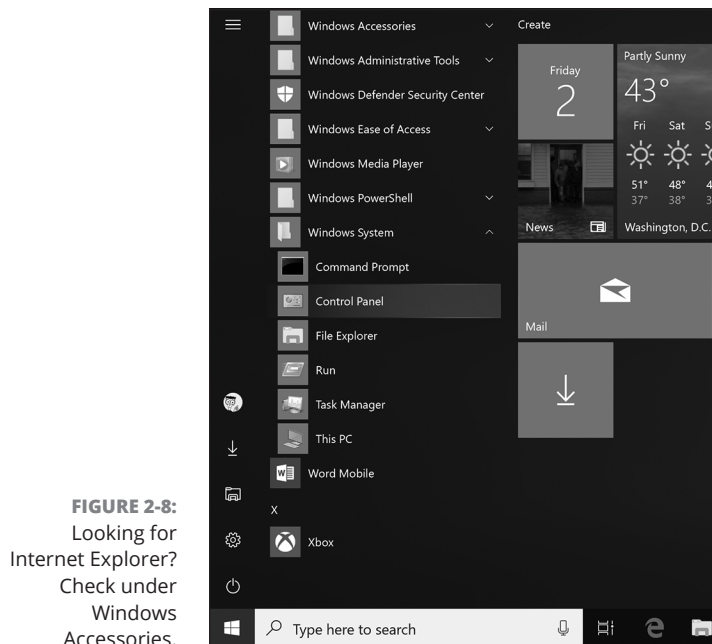 Windows Accessories
Windows Administrative Tools
Windows Defender Security Center
Windows Ease of Access
Windows Media Player
Windows PowerShell
Windows System
Command Prompt
Control Panel
File Explorer
Run
Task Manager
This PC
Word Mobile
X
Xbox
Type here to search
Create
Friday
2
Partly Sunny
43°
Fri Sat
51° 48°
37° 38°
News
Washington, D.C.
Mail
FIGURE 2-8:
Looking for
Internet Explorer?
Check under
Windows
Accessories.